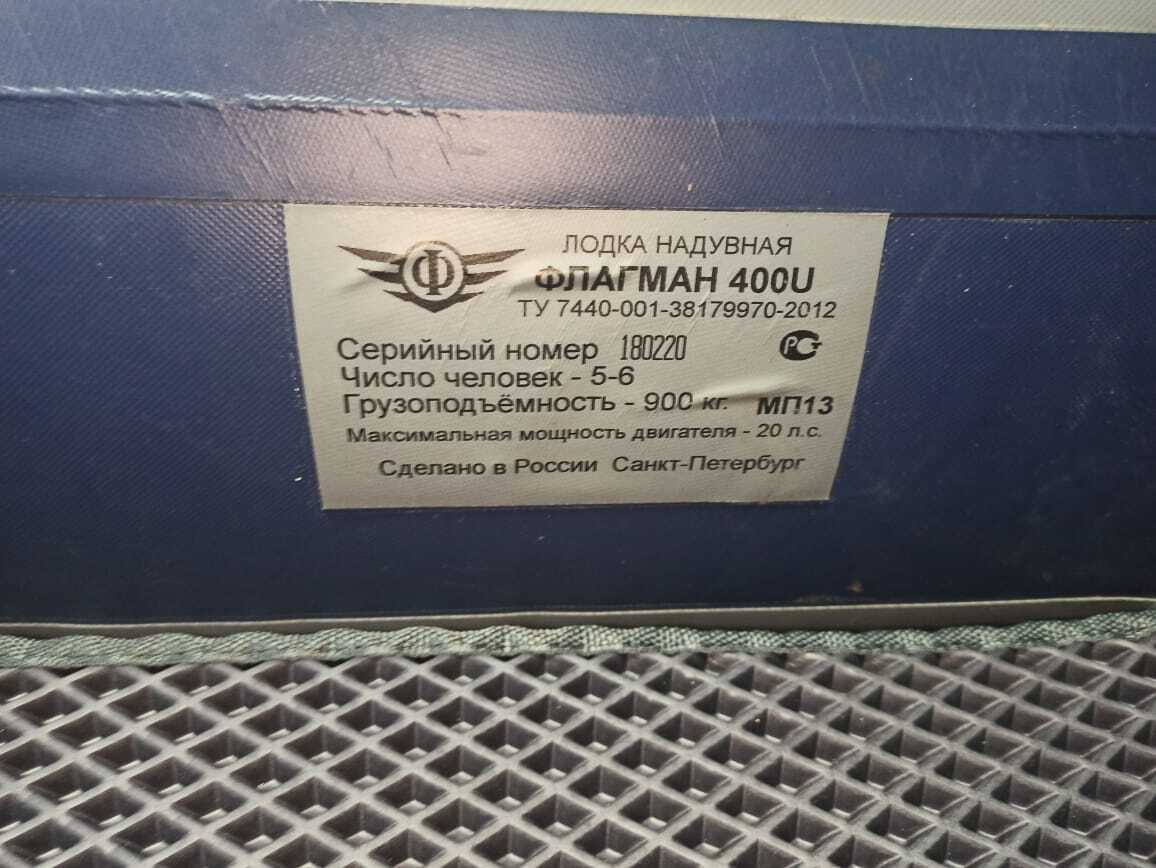 Ф
ЛОДКА НАДУВНАЯ
ФЛАГМАН 400U
ТУ 7440-001-38179970-2012
Серийный номер 180220
РСТ
Число человек - 5-6
Грузоподъёмность - 900 кг. МП13
Максимальная мощность двигателя - 20 л.с.
Сделано в России Санкт-Петербург